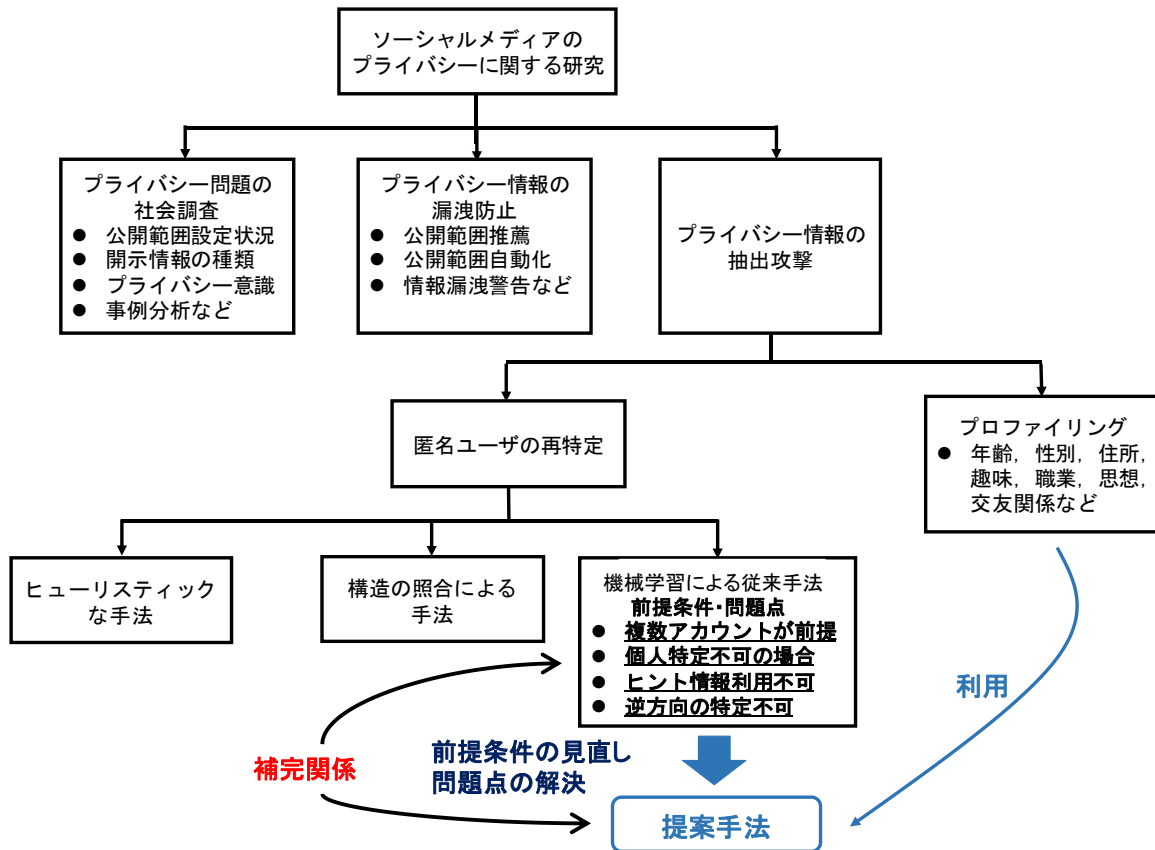 ソーシャルメディアの
プライバシーに関する研究
プライバシー問題の
社会調査
● 公開範囲設定状況
● 開示情報の種類
● プライバシー意識
● 事例分析など
プライバシー情報の
漏洩防止
● 公開範囲推薦
● 公開範囲自動化
● 情報漏洩警告など
プライバシー情報の
抽出攻撃
匿名ユーザの再特定
プロファイリング
● 年齢，性別，住所，
趣味，職業，思想，
交友関係など
ヒューリスティック
な手法
構造の照合による
手法
機械学習による従来手法
前提条件・問題点
● 複数アカウントが前提
● 個人特定不可の場合
● ヒント情報利用不可
● 逆方向の特定不可
利用
補完関係
前提条件の見直し
問題点の解決
提案手法